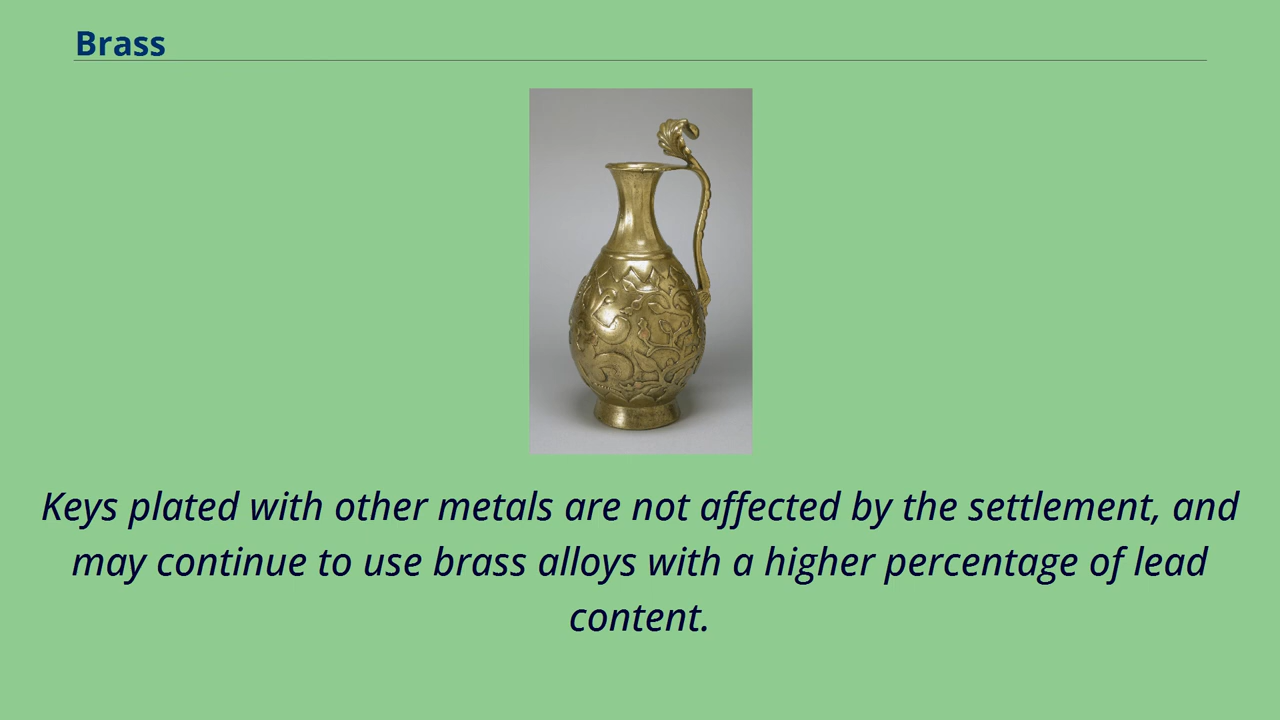 Brass
Keys plated with other metals are not affected by the settlement, and
may continue to use brass alloys with a higher percentage of lead
content.